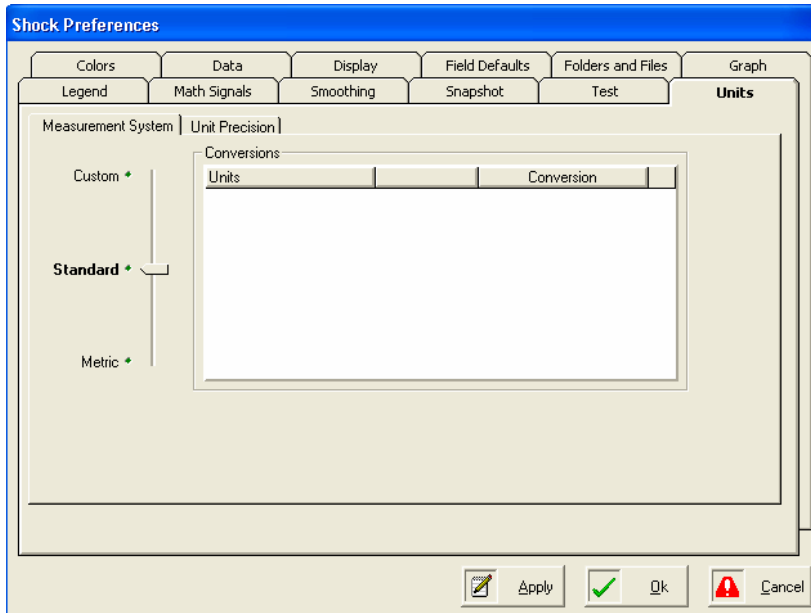 Shock Preferences
Colors Data Display Field Defaults Folders and Files Graph
Legend Math Signals Smoothing Snapshot Test Units
Measurement System Unit Precision
Conversions
Units Conversion
Custom
Standard
Metric
Apply Ok Cancel